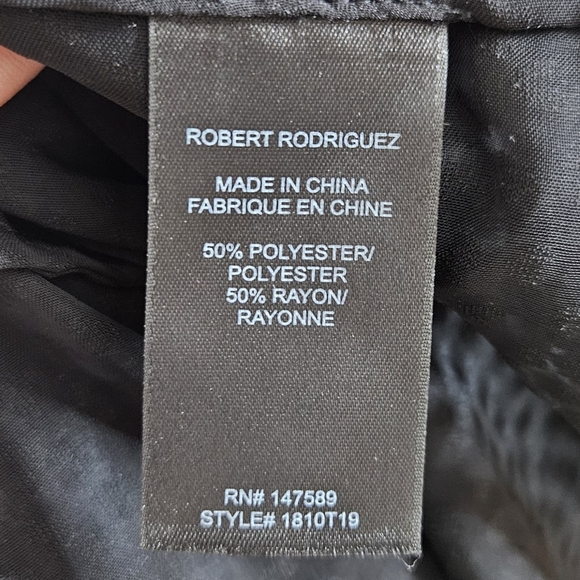 ROBERT RODRIGUEZ
MADE IN CHINA
FABRIQUE EN CHINE
50% POLYESTER/
POLYESTER
50% RAYON/
RAYONNE
RN# 147589
STYLE# 1810T19